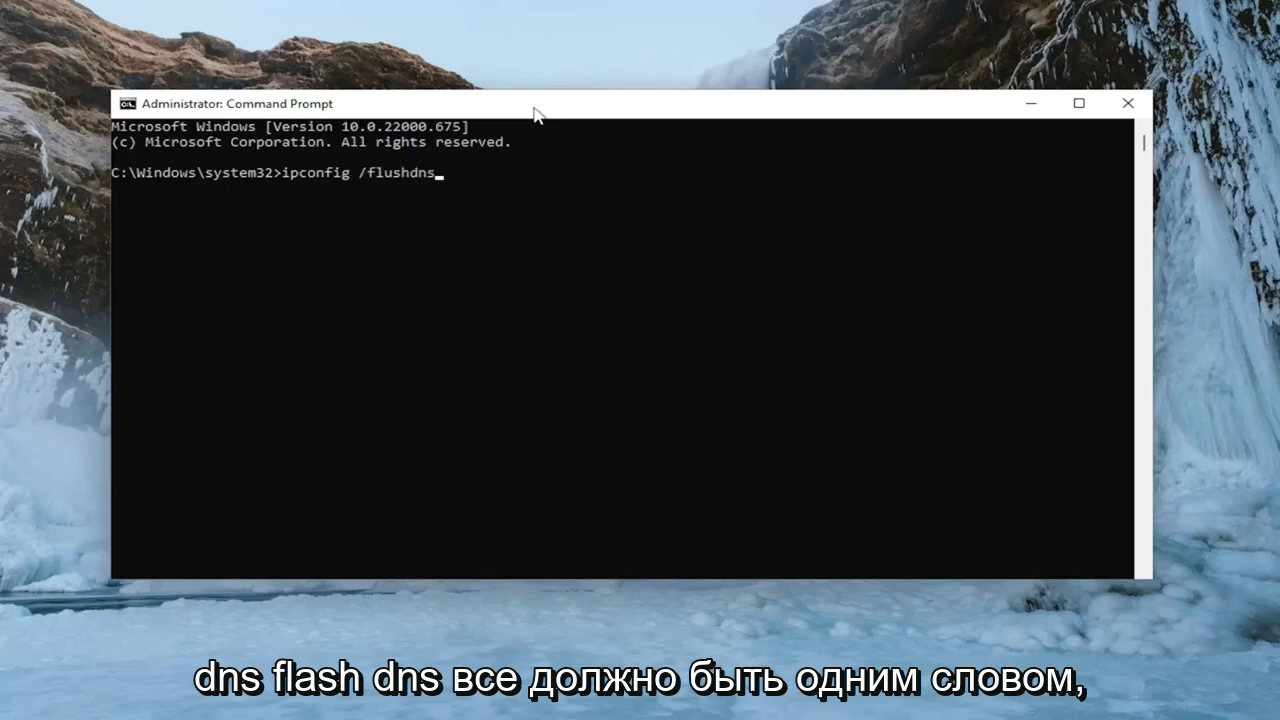 Administrator: Command Prompt
Microsoft Windows [Version 10.0.22000.675]
(c) Microsoft Corporation. All rights reserved.
C:\Windows\system32>ipconfig /flushdns
dns flash dns все должно быть одним словом,